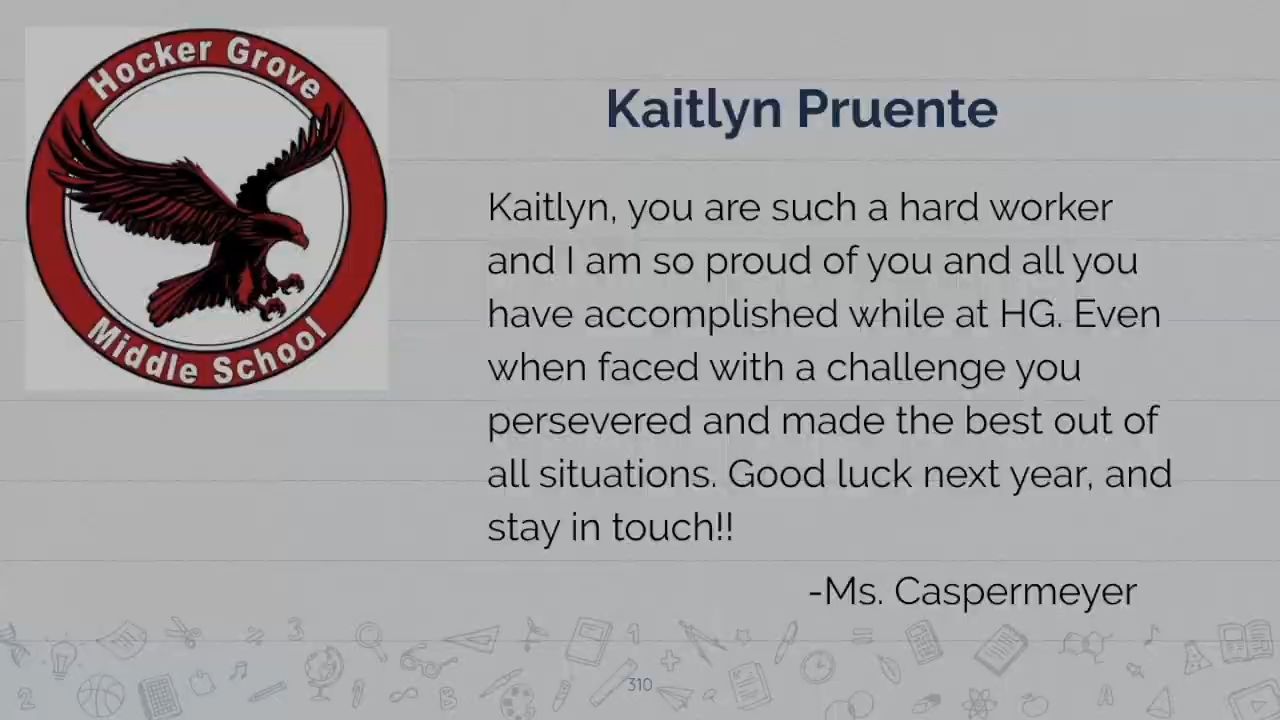 Hocker Grove
Middle School
Kaitlyn Pruente
Kaitlyn, you are such a hard worker
and I am so proud of you and all you
have accomplished while at HG. Even
when faced with a challenge you
persevered and made the best out of
all situations. Good luck next year, and
stay in touch!!
-Ms. Caspermeyer
310